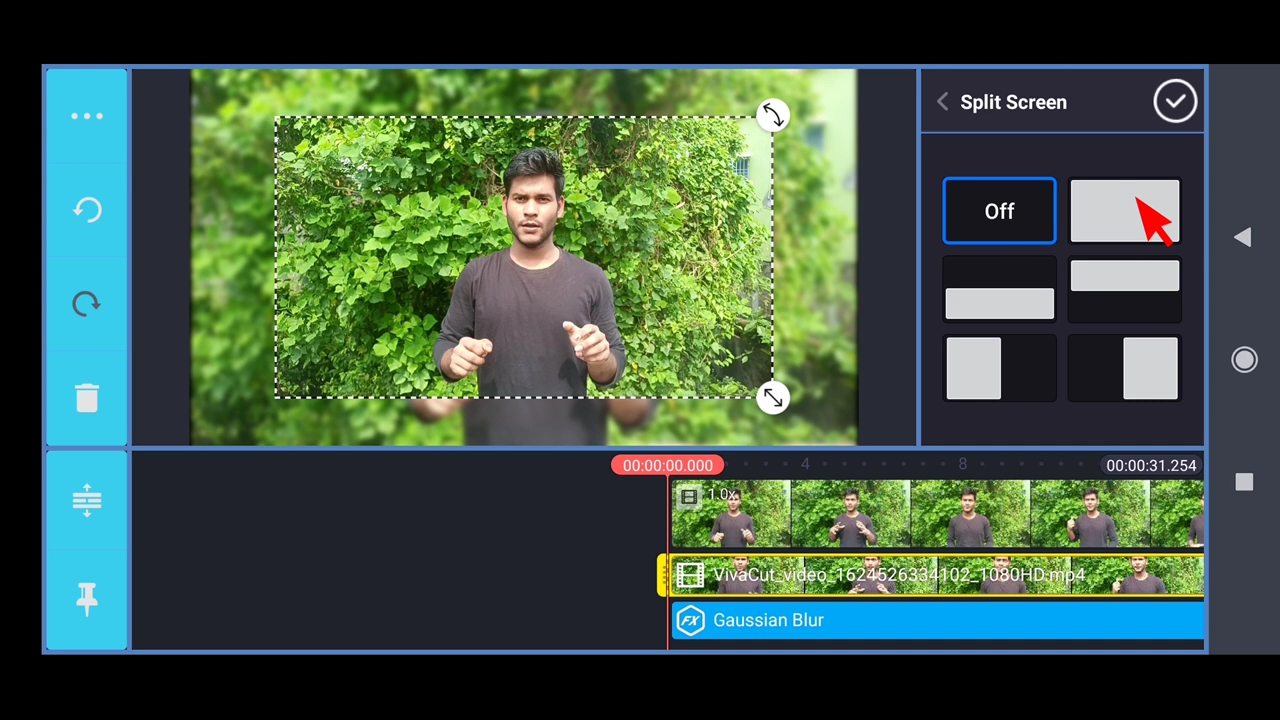 Split Screen
Off
00:00:00.000
4
8
00:00:31.254
1.0x
VivaCut_video_1624526334102_1080HD.mp4
FX
Gaussian Blur